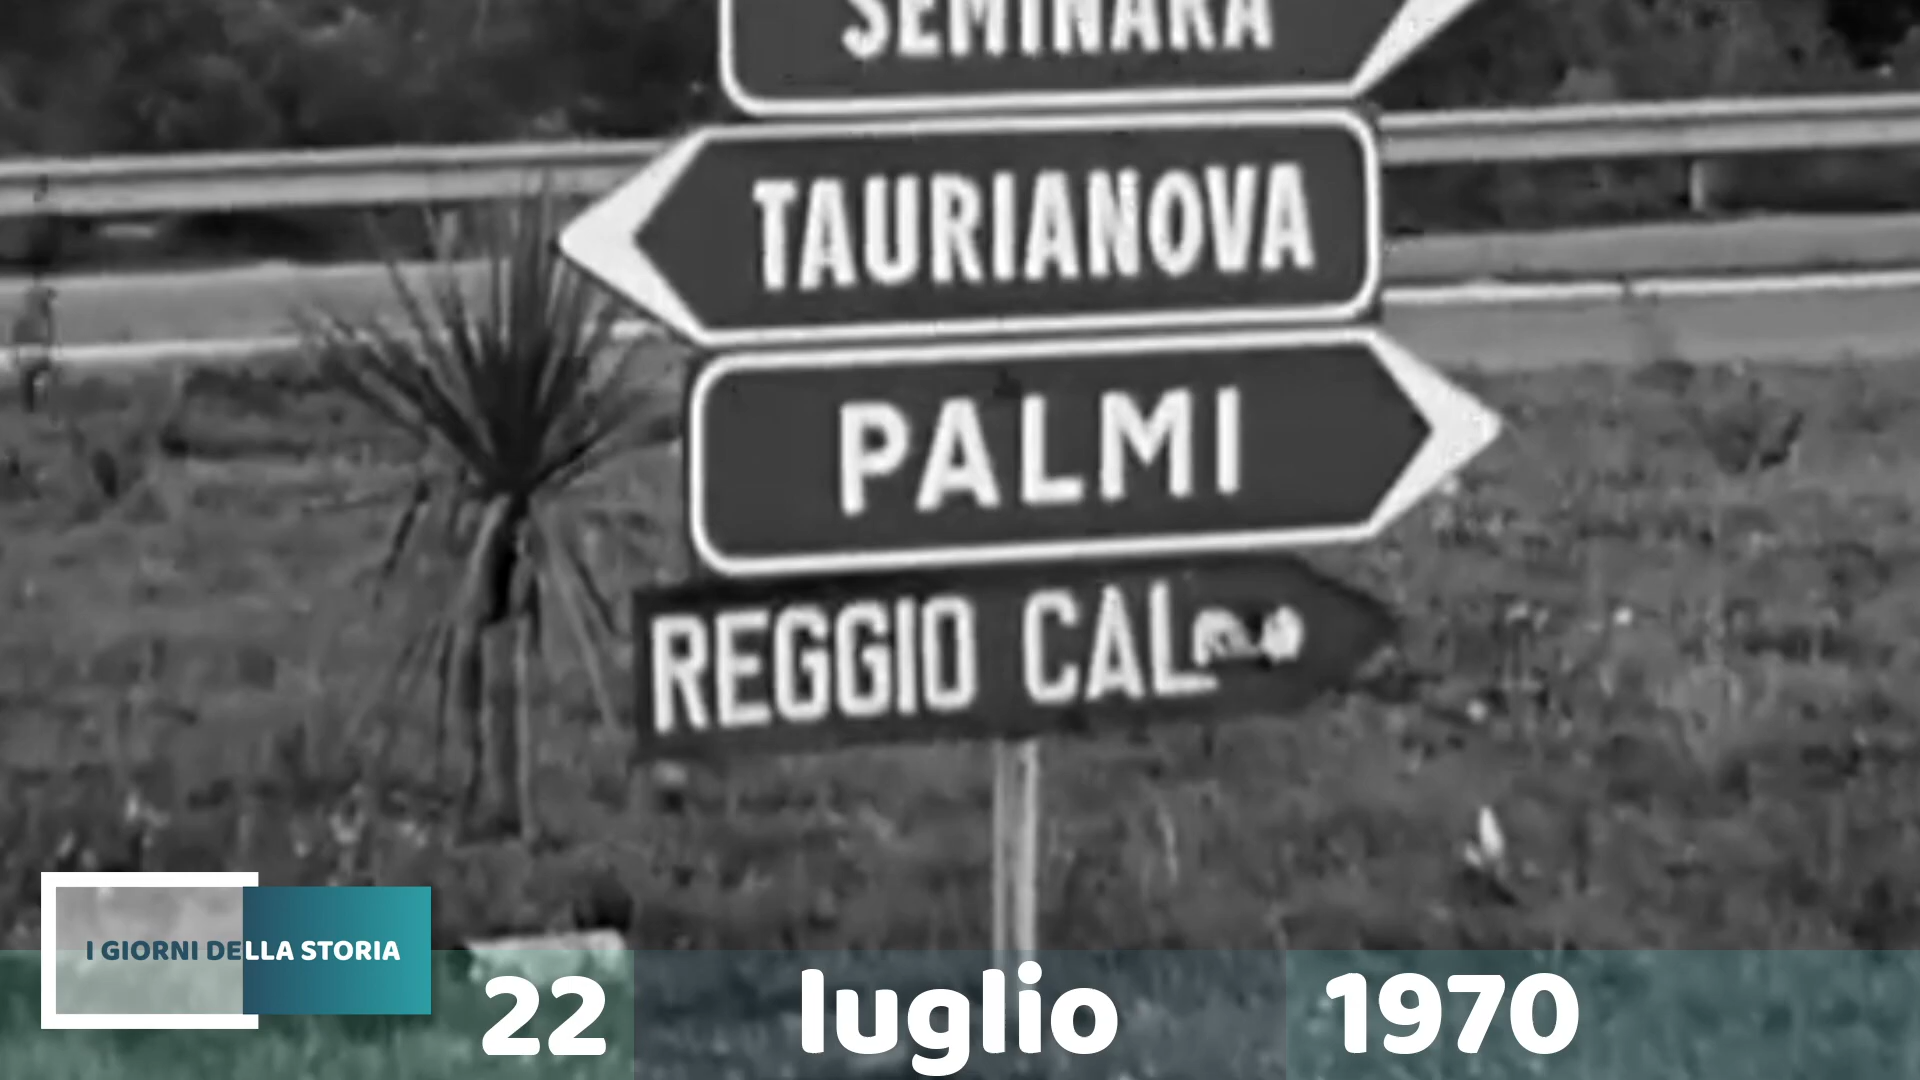 SEMINARA
TAURIANOVA
PALMI
REGGIO CAL
I GIORNI DELLA STORIA
22 luglio 1970